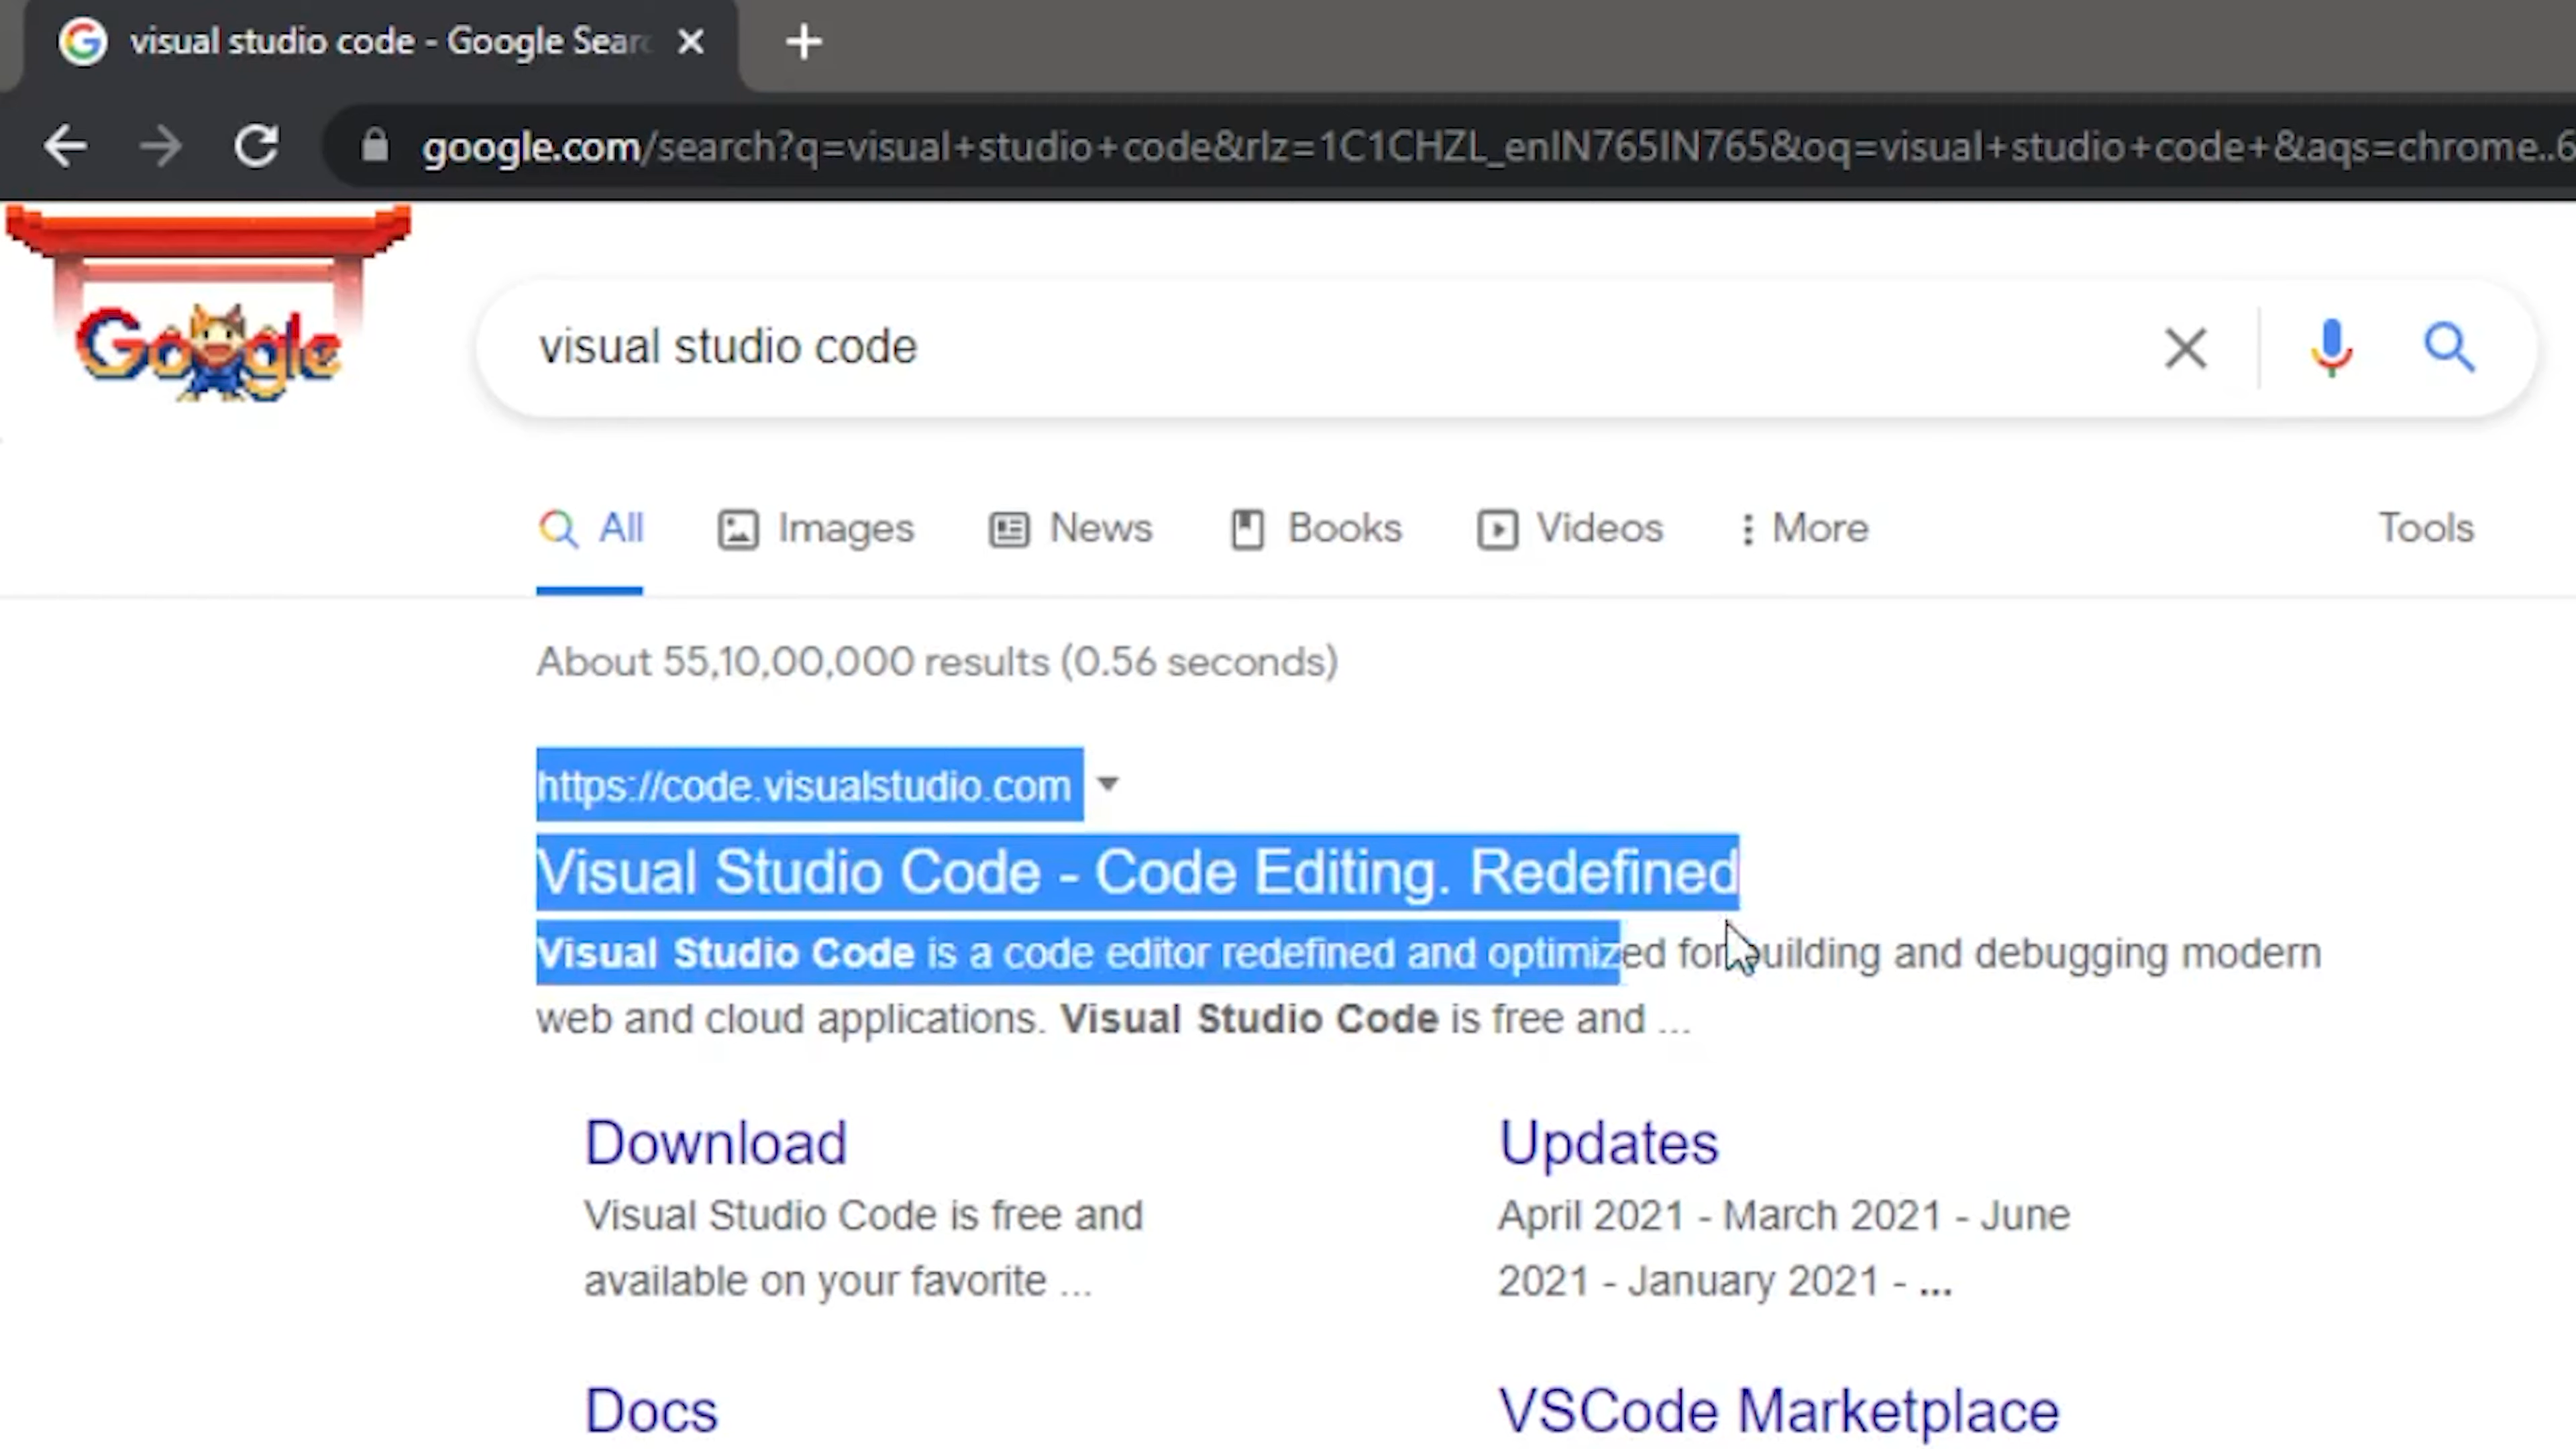 visual studio code - Google Sear
google.com/search?q=visual+studio+code&rlz=1C1CHZL_enIN765IN765&oq=visual+studio+code+&aqs=chrome..6
Google
visual studio code
All Images News Books Videos More Tools
About 55,10,00,000 results (0.56 seconds)
https://code.visualstudio.com
Visual Studio Code - Code Editing. Redefined
Visual Studio Code is a code editor redefined and optimized for building and debugging modern
web and cloud applications. Visual Studio Code is free and ...
Download
Visual Studio Code is free and
available on your favorite ...
Updates
April 2021 - March 2021 - June
2021 - January 2021 - ...
Docs
VSCode Marketplace